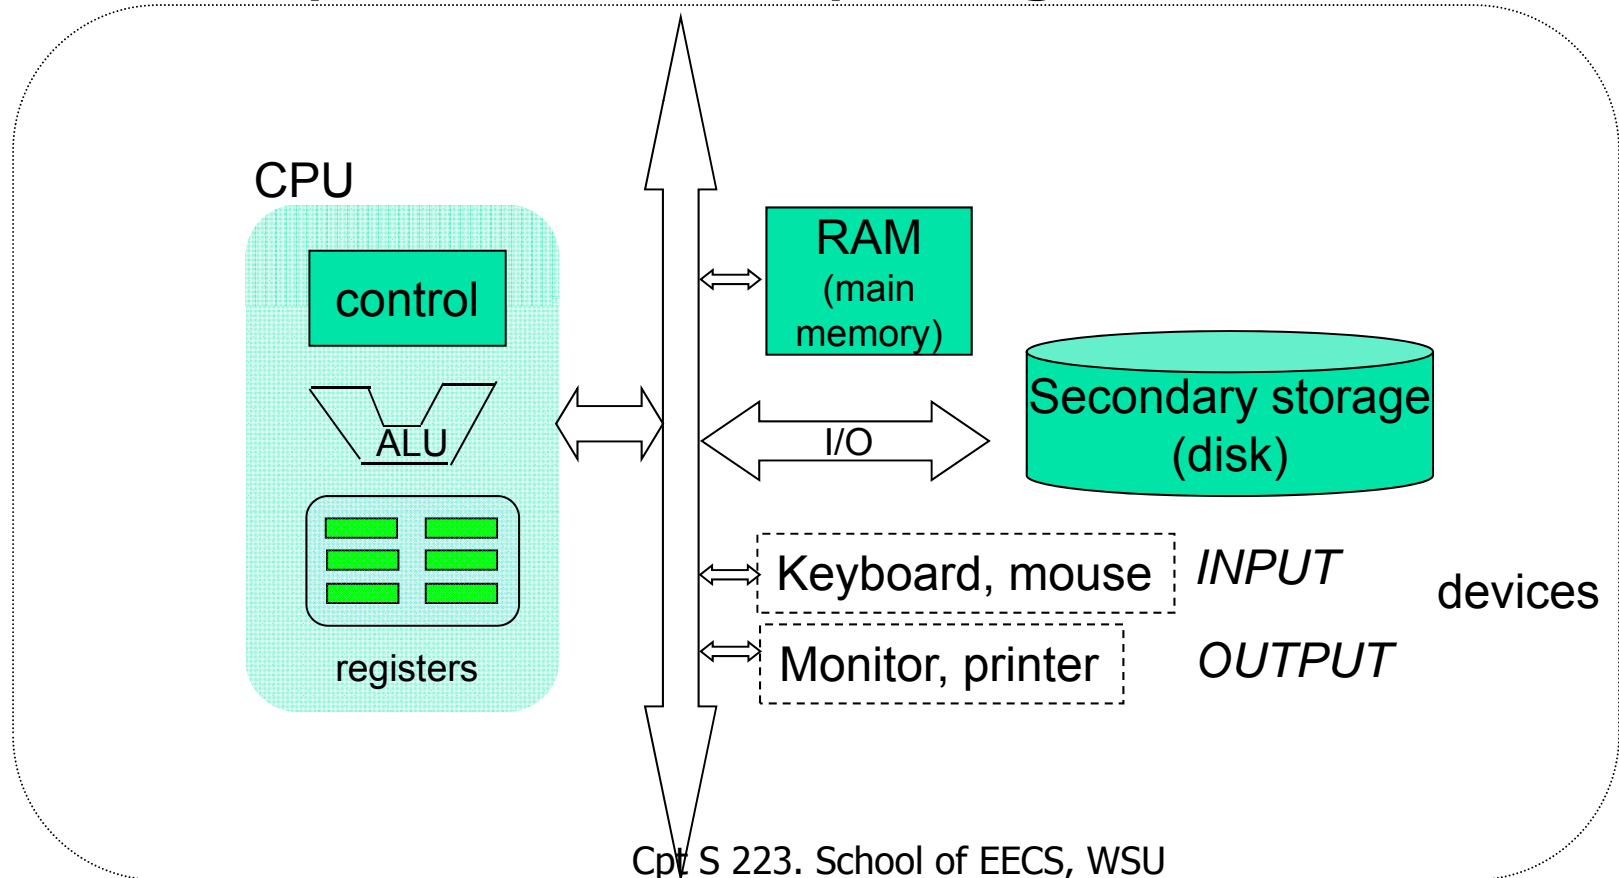 CPU
control
ALU
registers
RAM
(main
memory)
I/O
Secondary storage
(disk)
Keyboard, mouse
INPUT
Monitor, printer
OUTPUT
devices
Cpt S 223. School of EECS, WSU